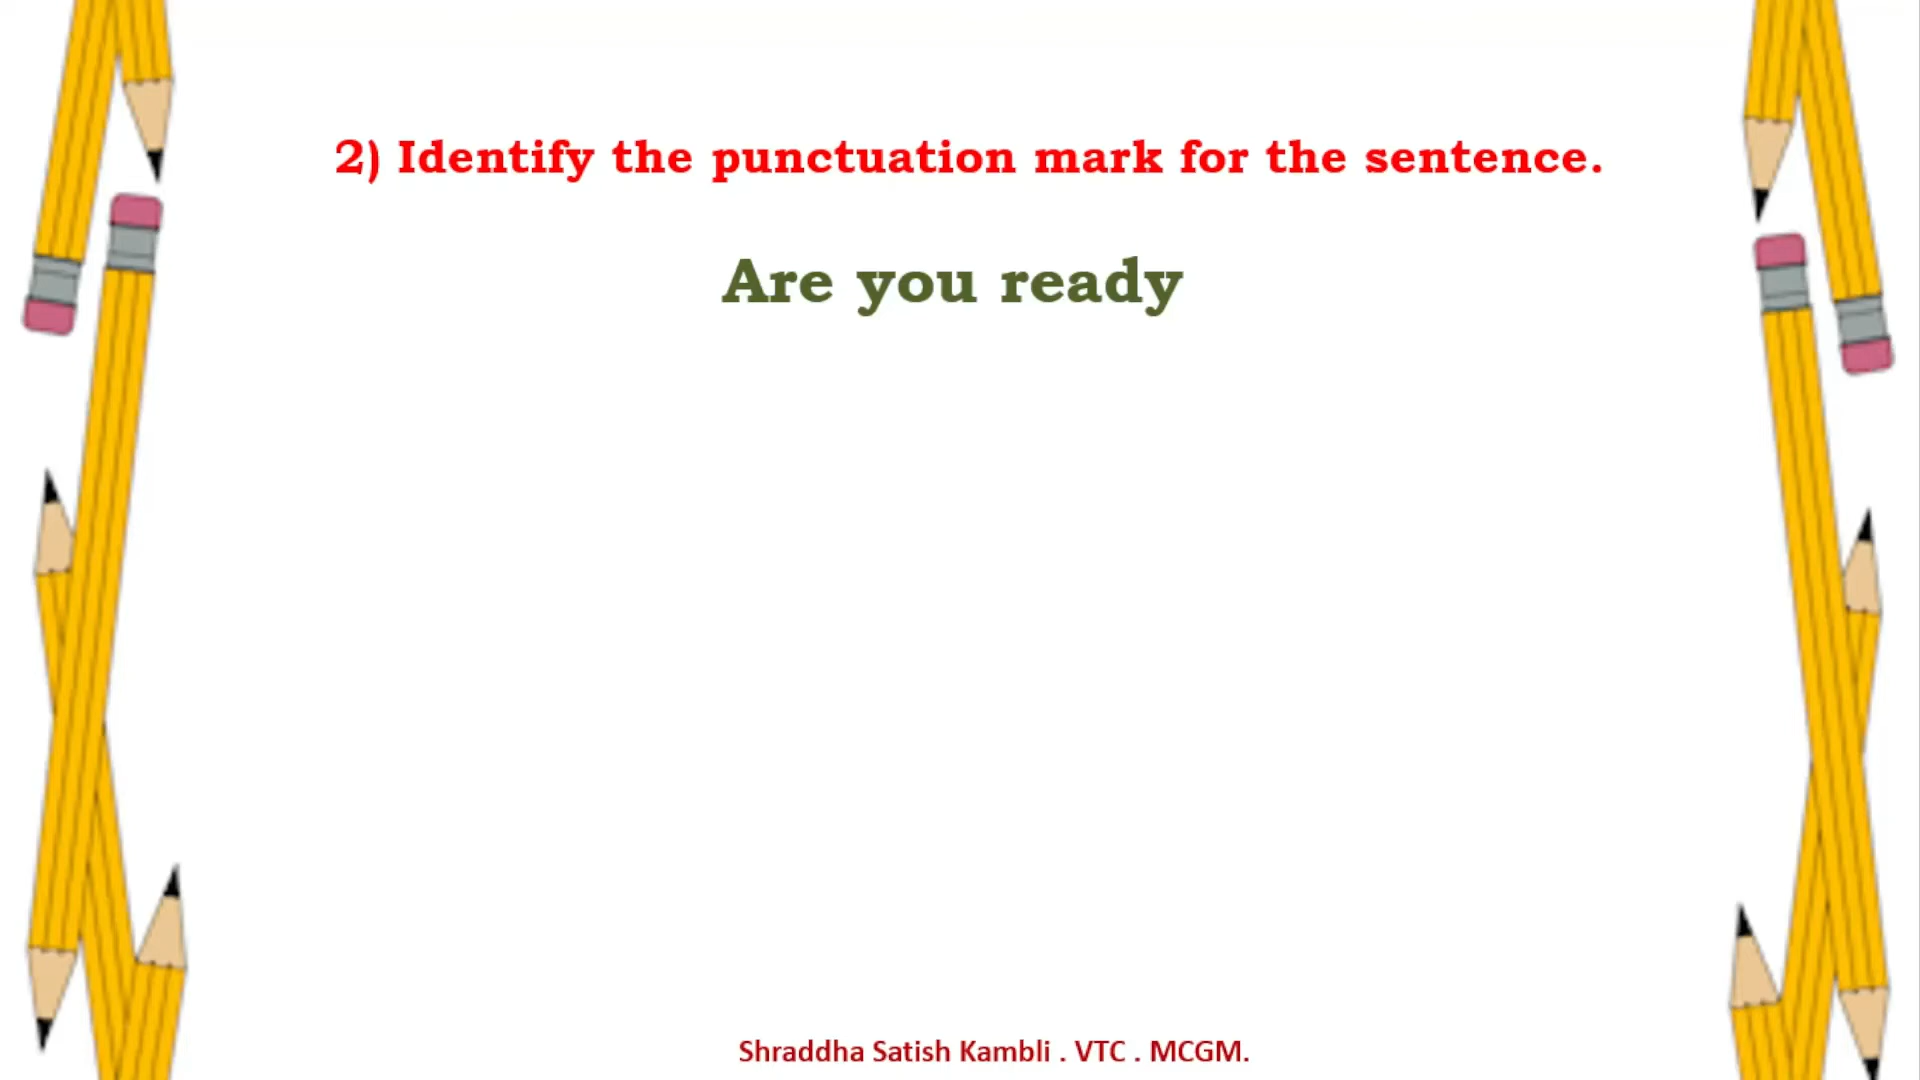 2) Identify the punctuation mark for the sentence.
Are you ready
Shraddha Satish Kambli . VTC . MCGM.